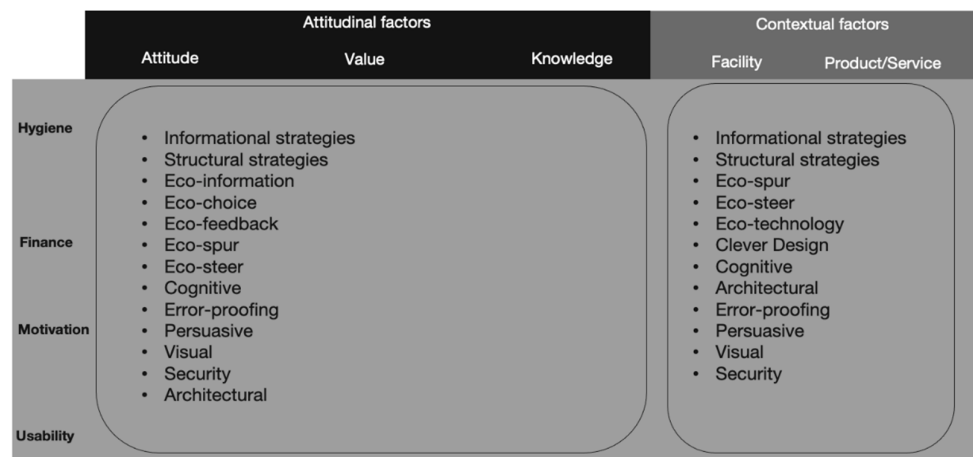 Attitudinal factors
Contextual factors
Attitude
Value
Knowledge
Facility
Product/Service
Hygiene
Finance
Motivation
Usability
• Informational strategies
• Structural strategies
• Eco-information
• Eco-choice
• Eco-feedback
• Eco-spur
• Eco-steer
• Cognitive
• Error-proofing
• Persuasive
• Visual
• Security
• Architectural
• Informational strategies
• Structural strategies
• Eco-spur
• Eco-steer
• Eco-technology
• Clever Design
• Cognitive
• Architectural
• Error-proofing
• Persuasive
• Visual
• Security